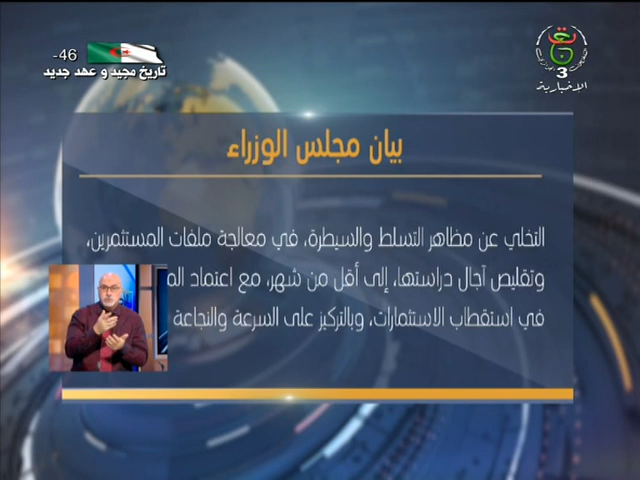 -46
تاريخ مجيد و عهد جديد
3
الإخبارية
بيان مجلس الوزراء
التخلي عن مظاهر التسلط والسيطرة، في معالجة ملفات المستثمرين،
وتقليص آجال دراستها، إلى أقل من شهر، مع اعتماد
في استقطاب الاستثمارات، وبالتركيز على السرعة والنجاعة